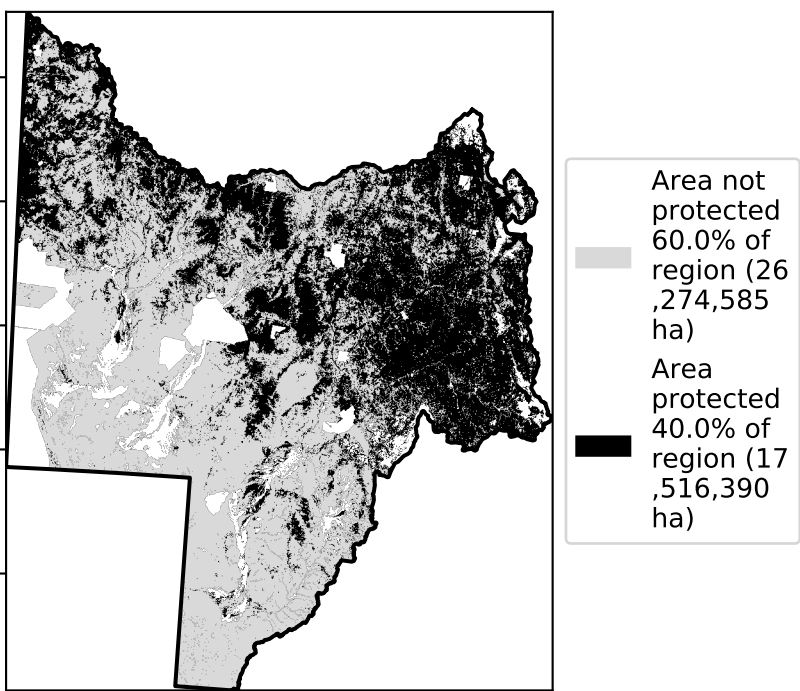 Area not
protected
60.0% of
region (26
,274,585
ha)
Area
protected
40.0% of
region (17
,516,390
ha)